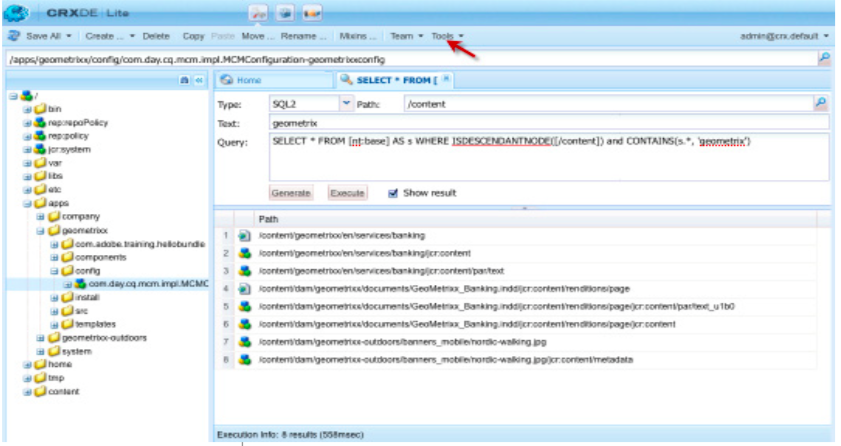 CRXDE | Lite
Save All Create ... Delete Copy Paste Move ... Rename ... Mixins ... Team Tools admin@crx.default
/apps/geometrixx/config/com.day.cq.mcm.impl.MCMConfiguration-geometrixxconfig
Home SELECT * FROM [
/
bin
rep:repoPolicy
rep:policy
jcr:system
var
libs
etc
apps
company
geometrixx
com.adobe.training.hellobundle
components
config
com.day.cq.mcm.impl.MCMC
install
src
templates
geometrixx-outdoors
system
home
tmp
content
Type: SQL2 Path: /content
Text: geometrix
Query: SELECT * FROM [nt:base] AS s WHERE ISDESCENDANTNODE([/content]) and CONTAINS(s.*, 'geometrix')
Generate Execute Show result
Path
1 /content/geometrixx/en/services/banking
2 /content/geometrixx/en/services/banking/jcr:content
3 /content/geometrixx/en/services/banking/jcr:content/par/text
4 /content/dam/geometrixx/documents/GeoMetrixx_Banking.indd/jcr:content/renditions/page
5 /content/dam/geometrixx/documents/GeoMetrixx_Banking.indd/jcr:content/renditions/page/jcr:content/par/text_u1b0
6 /content/dam/geometrixx/documents/GeoMetrixx_Banking.indd/jcr:content/renditions/page/jcr:content
7 /content/dam/geometrixx-outdoors/banners_mobile/nordic-walking.jpg
8 /content/dam/geometrixx-outdoors/banners_mobile/nordic-walking.jpg/jcr:content/metadata
Execution Info: 8 results (558msec)